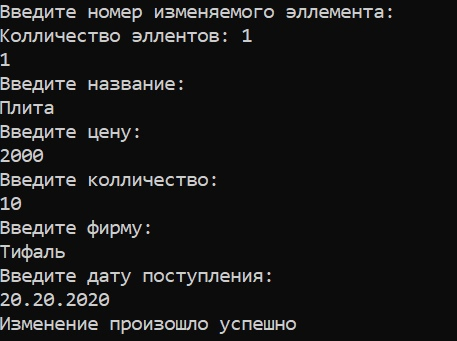 Введите номер изменяемого эллемента:
Колличество эллентов: 1
1
Введите название:
Плита
Введите цену:
2000
Введите колличество:
10
Введите фирму:
Тифаль
Введите дату поступления:
20.20.2020
Изменение произошло успешно